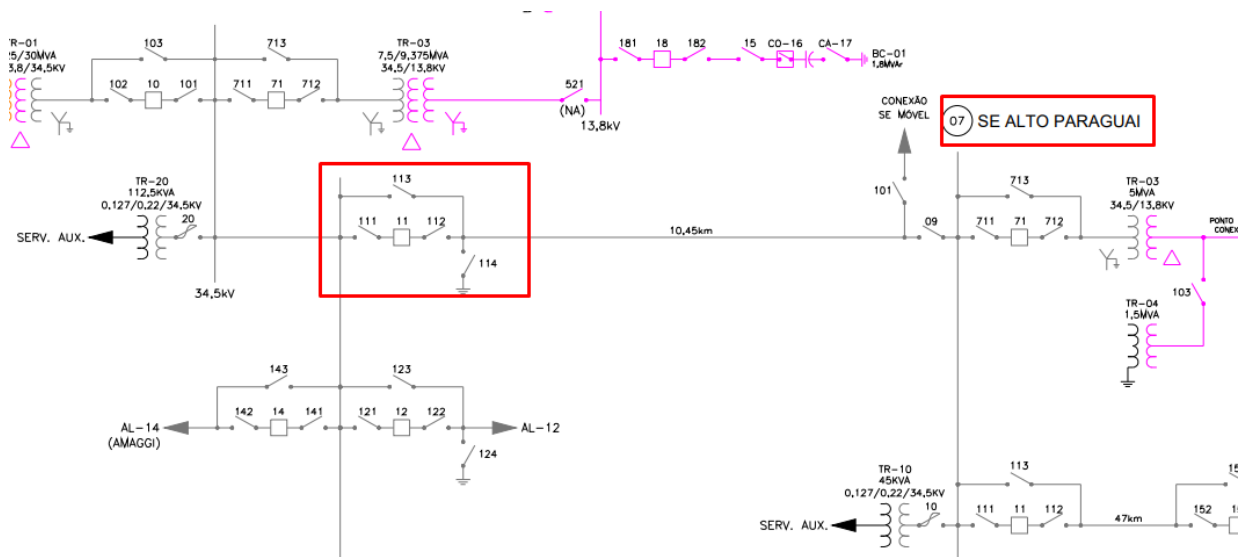 TR-01
25/30MVA
3,8/34,5KV
103
102
10
101
713
711
71
712
TR-03
7,5/9,375MVA
34.5/13.8KV
521
(NA)
13.8kV
181
18
182
15
CO-16
CA-17
BC-01
1,8MVAr
CONEXÃO
SE MÓVEL
07
SE ALTO PARAGUAI
TR-20
112,5KVA
0.127/0.22/34.5KV
20
SERV. AUX.
34,5kV
113
111
11
112
114
10,45km
101
09
713
711
71
712
TR-03
5MVA
34.5/13.8KV
PONTO
CONEX
103
TR-04
1,5MVA
143
142
14
141
AL-14
(AMAGGI)
123
121
12
122
AL-12
124
TR-10
45KVA
0.127/0.22/34.5KV
10
SERV. AUX.
113
111
11
112
47km
15
152
15